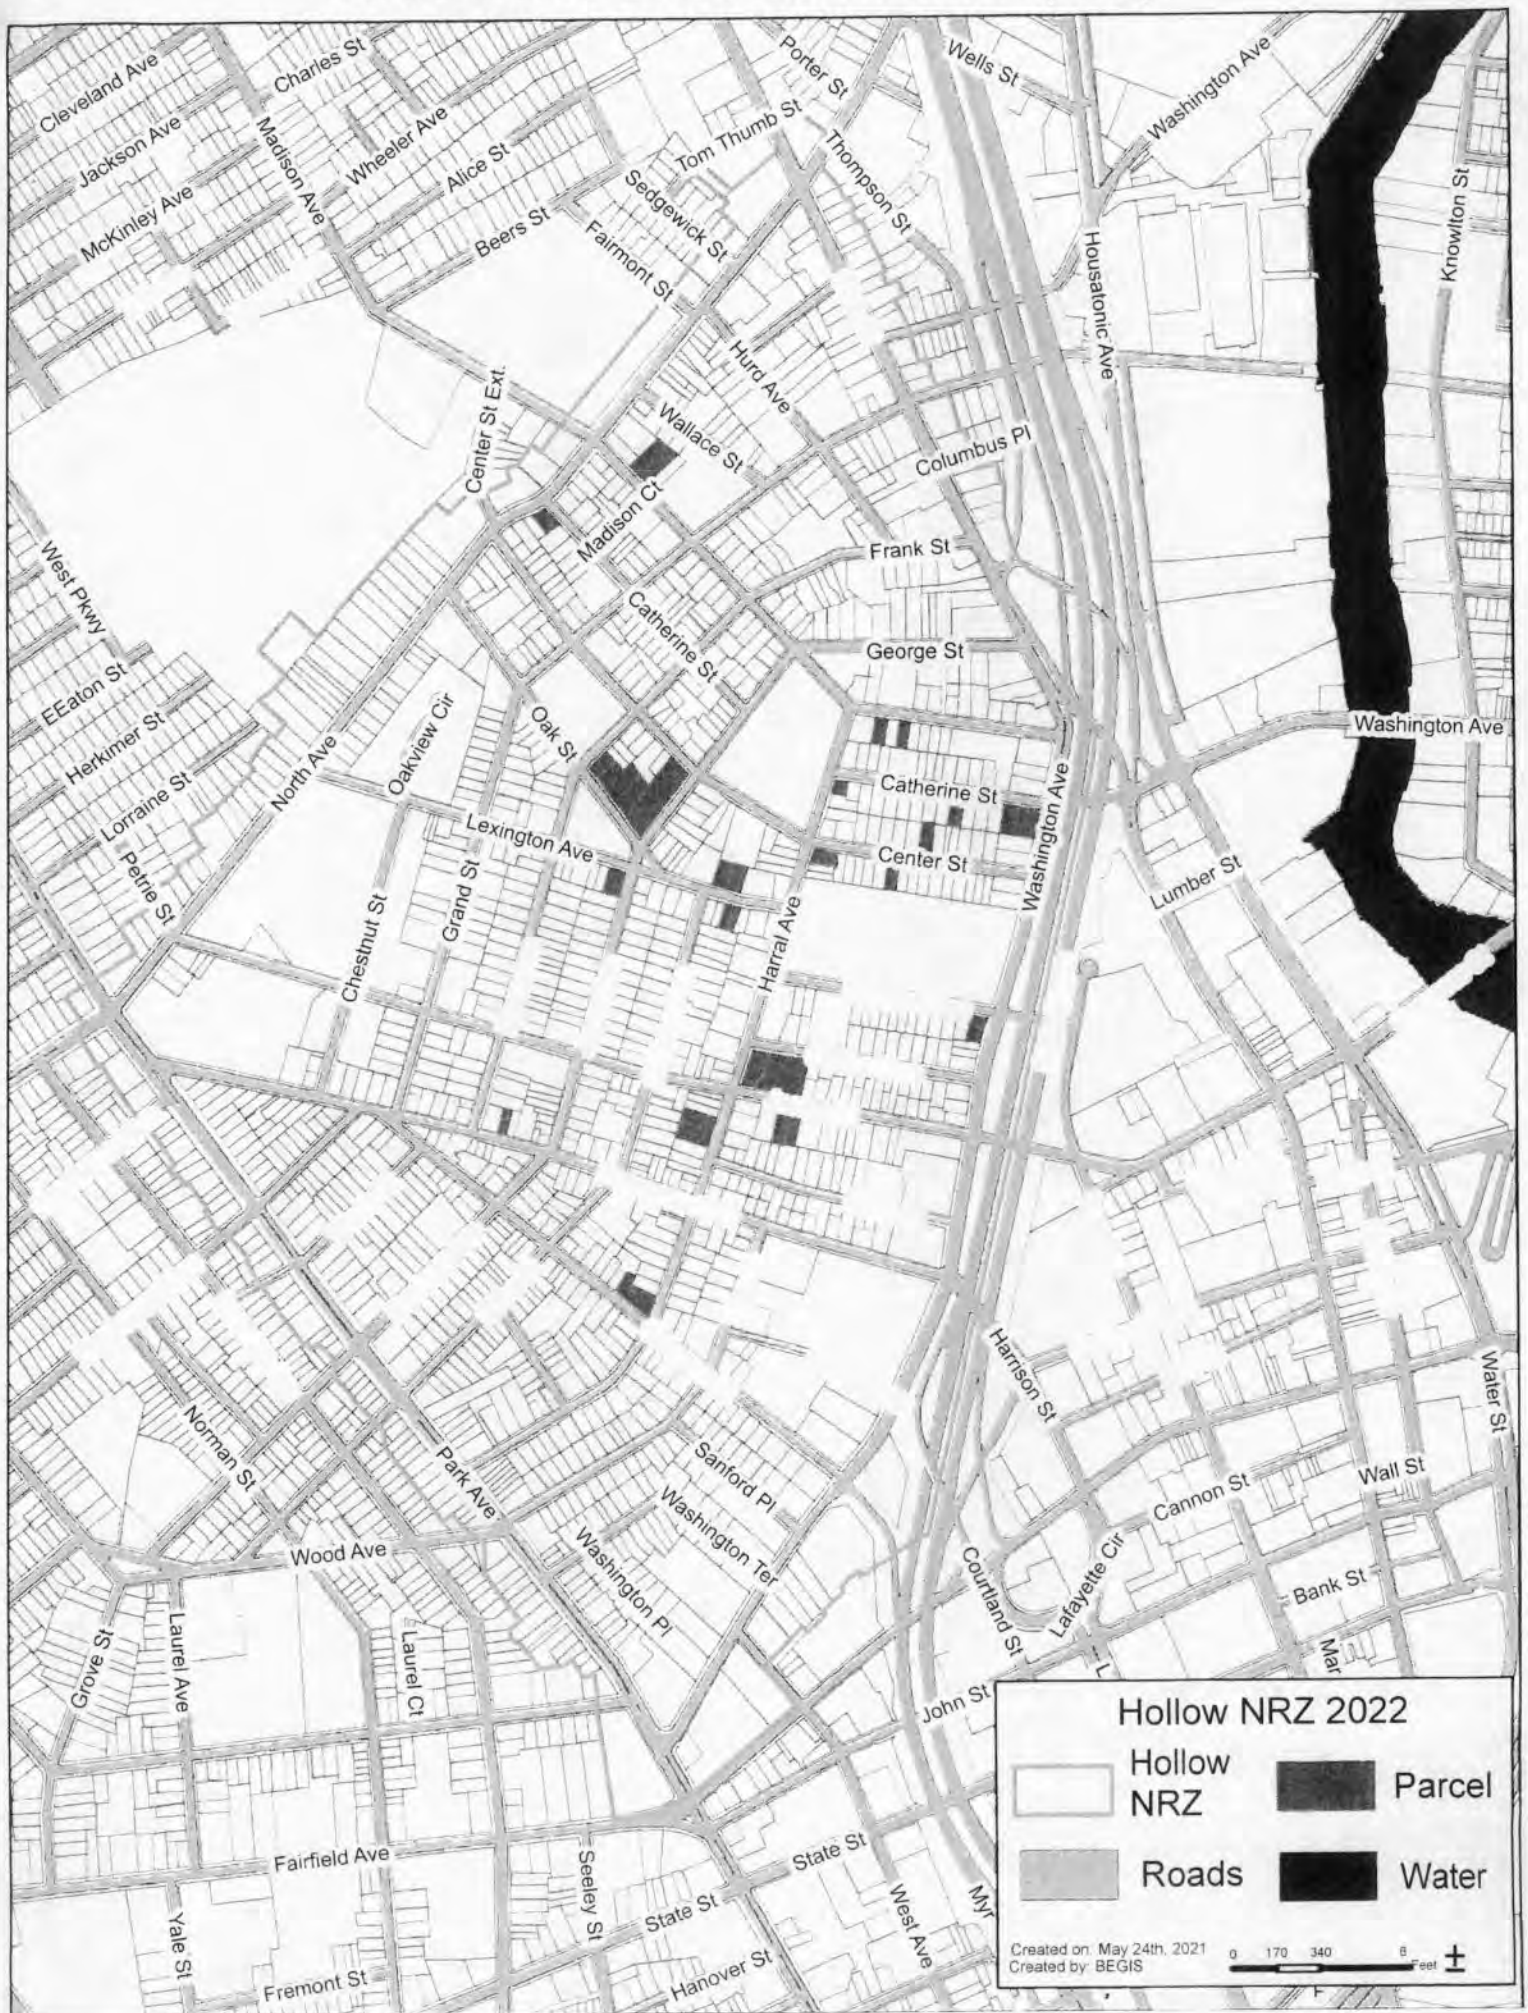 Cleveland Ave
Charles St
Porter St
Wells St
Washington Ave
Jackson Ave
Madison Ave
Wheeler Ave
Tom Thumb St
Thompson St
McKinley Ave
Alice St
Sedgewick St
Knowlton St
Beers St
Fairmont St
Housatonic Ave
Center St Ext.
Hurd Ave
Wallace St
Columbus Pl
Madison Ct
Frank St
West Pkwy
Catherine St
George St
EEaton St
Oakview Cir
Oak St
Washington Ave
Herkimer St
North Ave
Catherine St
Washington Ave
Lorraine St
Lexington Ave
Center St
Lumber St
Petrie St
Grand St
Chestnut St
Harral Ave
Harrison St
Water St
Norman St
Park Ave
Sanford Pl
Wall St
Cannon St
Washington Ter
Wood Ave
Washington Pl
Courtland St
Lafayette Cir
Bank St
Grove St
Laurel Ave
Laurel Ct
L
Mar
John St
Fairfield Ave
State St
Seeley St
Yale St
State St
West Ave
Myr
Fremont St
Hanover St
Hollow NRZ 2022
Hollow
NRZ
Parcel
Roads
Water
Created on: May 24th, 2021
Created by: BEGIS
0 170 340
Feet